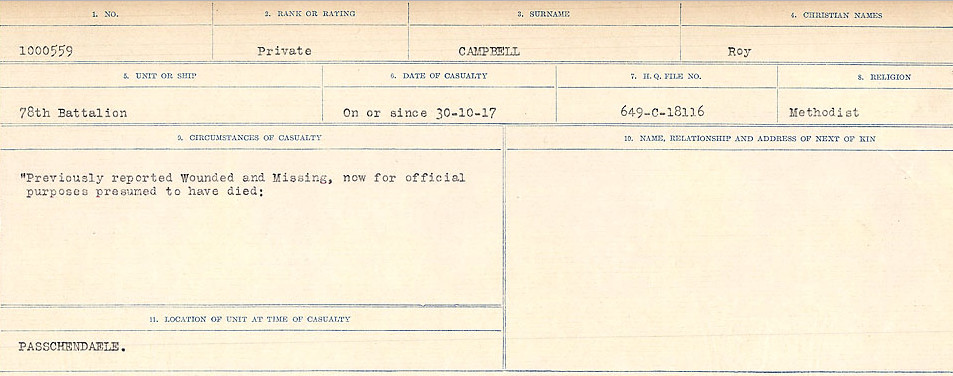 1. NO.
2. RANK OR RATING
3. SURNAME
4. CHRISTIAN NAMES
1000559
Private
CAMPBELL
Roy
5. UNIT OR SHIP
6. DATE OF CASUALTY
7. H. Q. FILE NO.
8. RELIGION
78th Battalion
On or since 30-10-17
649-C-18116
Methodist
9. CIRCUMSTANCES OF CASUALTY
10. NAME, RELATIONSHIP AND ADDRESS OF NEXT OF KIN
"Previously reported Wounded and Missing, now for official
purposes presumed to have died;
11. LOCATION OF UNIT AT TIME OF CASUALTY
PASSCHENDAELE.